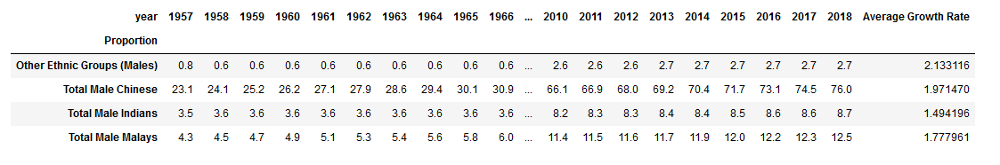 year 1957 1958 1959 1960 1961 1962 1963 1964 1965 1966 ... 2010 2011 2012 2013 2014 2015 2016 2017 2018 Average Growth Rate
Proportion
Other Ethnic Groups (Males) 0.8 0.6 0.6 0.6 0.6 0.6 0.6 0.6 0.6 0.6 ... 2.6 2.6 2.6 2.7 2.7 2.7 2.7 2.7 2.7 2.133116
Total Male Chinese 23.1 24.1 25.2 26.2 27.1 27.9 28.6 29.4 30.1 30.9 ... 66.1 66.9 68.0 69.2 70.4 71.7 73.1 74.5 76.0 1.971470
Total Male Indians 3.5 3.6 3.6 3.6 3.6 3.6 3.6 3.6 3.6 3.6 ... 8.2 8.3 8.3 8.4 8.4 8.5 8.6 8.6 8.7 1.494196
Total Male Malays 4.3 4.5 4.7 4.9 5.1 5.3 5.4 5.6 5.8 6.0 ... 11.4 11.5 11.6 11.7 11.9 12.0 12.2 12.3 12.5 1.777961